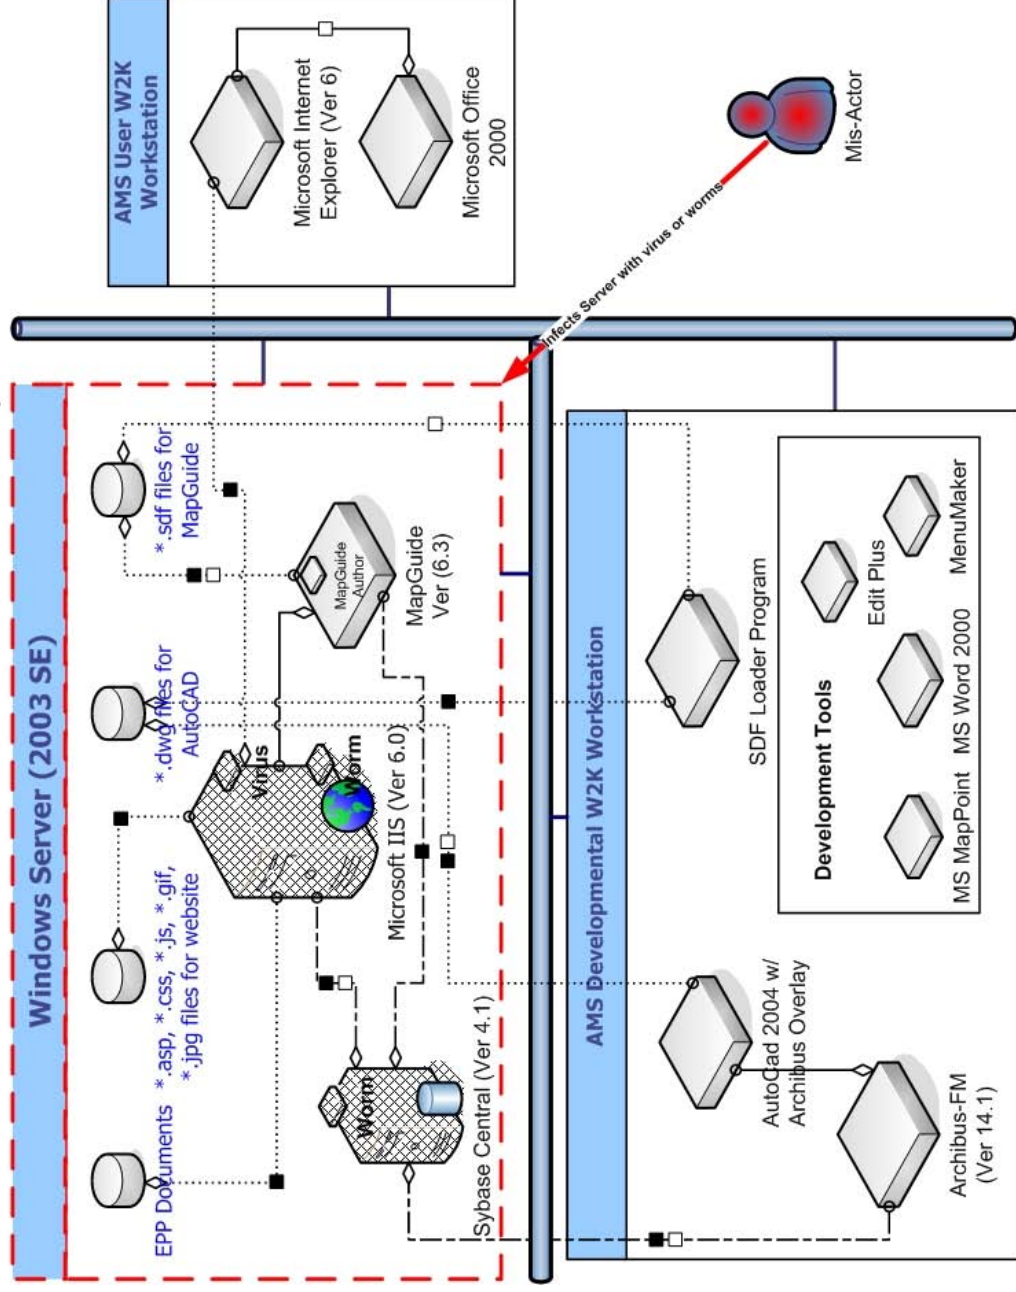 Windows Server (2003 SE)
EPP Documents
*.asp, *.css, *.js, *.gif,
*.jpg files for website
*.dwg files for
AutoCAD
*.sdf files for
MapGuide
Virus
Worm
Microsoft IIS (Ver 6.0)
MapGuide
Author
MapGuide
Ver (6.3)
Worm
Sybase Central (Ver 4.1)
AMS User W2K
Workstation
Microsoft Internet
Explorer (Ver 6)
Microsoft Office
2000
Infects Server with virus or worms
Mis-Actor
AMS Developmental W2K Workstation
AutoCad 2004 w/
Archibus Overlay
Archibus-FM
(Ver 14.1)
SDF Loader Program
Development Tools
Edit Plus
MS MapPoint
MS Word 2000
MenuMaker